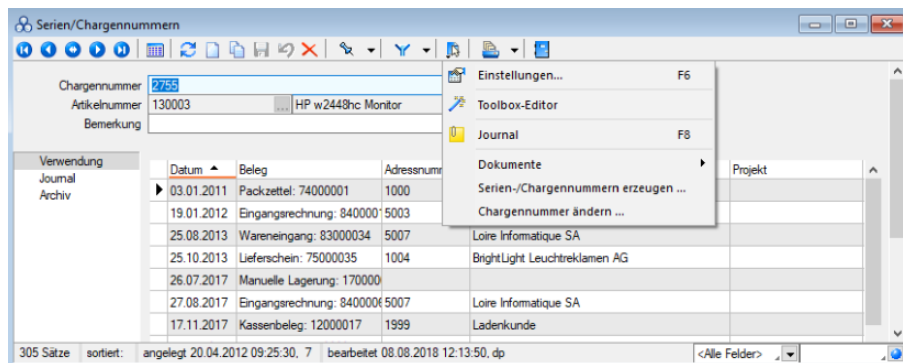 Serien/Chargennummern
Einstellungen... F6
Toolbox-Editor
Journal F8
Dokumente
Serien-/Chargennummern erzeugen ...
Chargennummer ändern ...
Chargennummer 2755
Artikelnummer 130003 ... HP w2448hc Monitor
Bemerkung
Verwendung
Journal
Archiv
Datum Beleg Adressnumm Projekt
03.01.2011 Packzettel: 74000001 1000
19.01.2012 Eingangsrechnung: 840000 5003
25.08.2013 Wareneingang: 83000034 5007 Loire Informatique SA
25.10.2013 Lieferschein: 75000035 1004 BrightLight Leuchtreklamen AG
26.07.2017 Manuelle Lagerung: 170000
27.08.2017 Eingangsrechnung: 840000 5007 Loire Informatique SA
17.11.2017 Kassenbeleg: 12000017 1999 Ladenkunde
305 Sätze sortiert: angelegt 20.04.2012 09:25:30, 7 bearbeitet 08.08.2018 12:13:50, dp <Alle Felder>